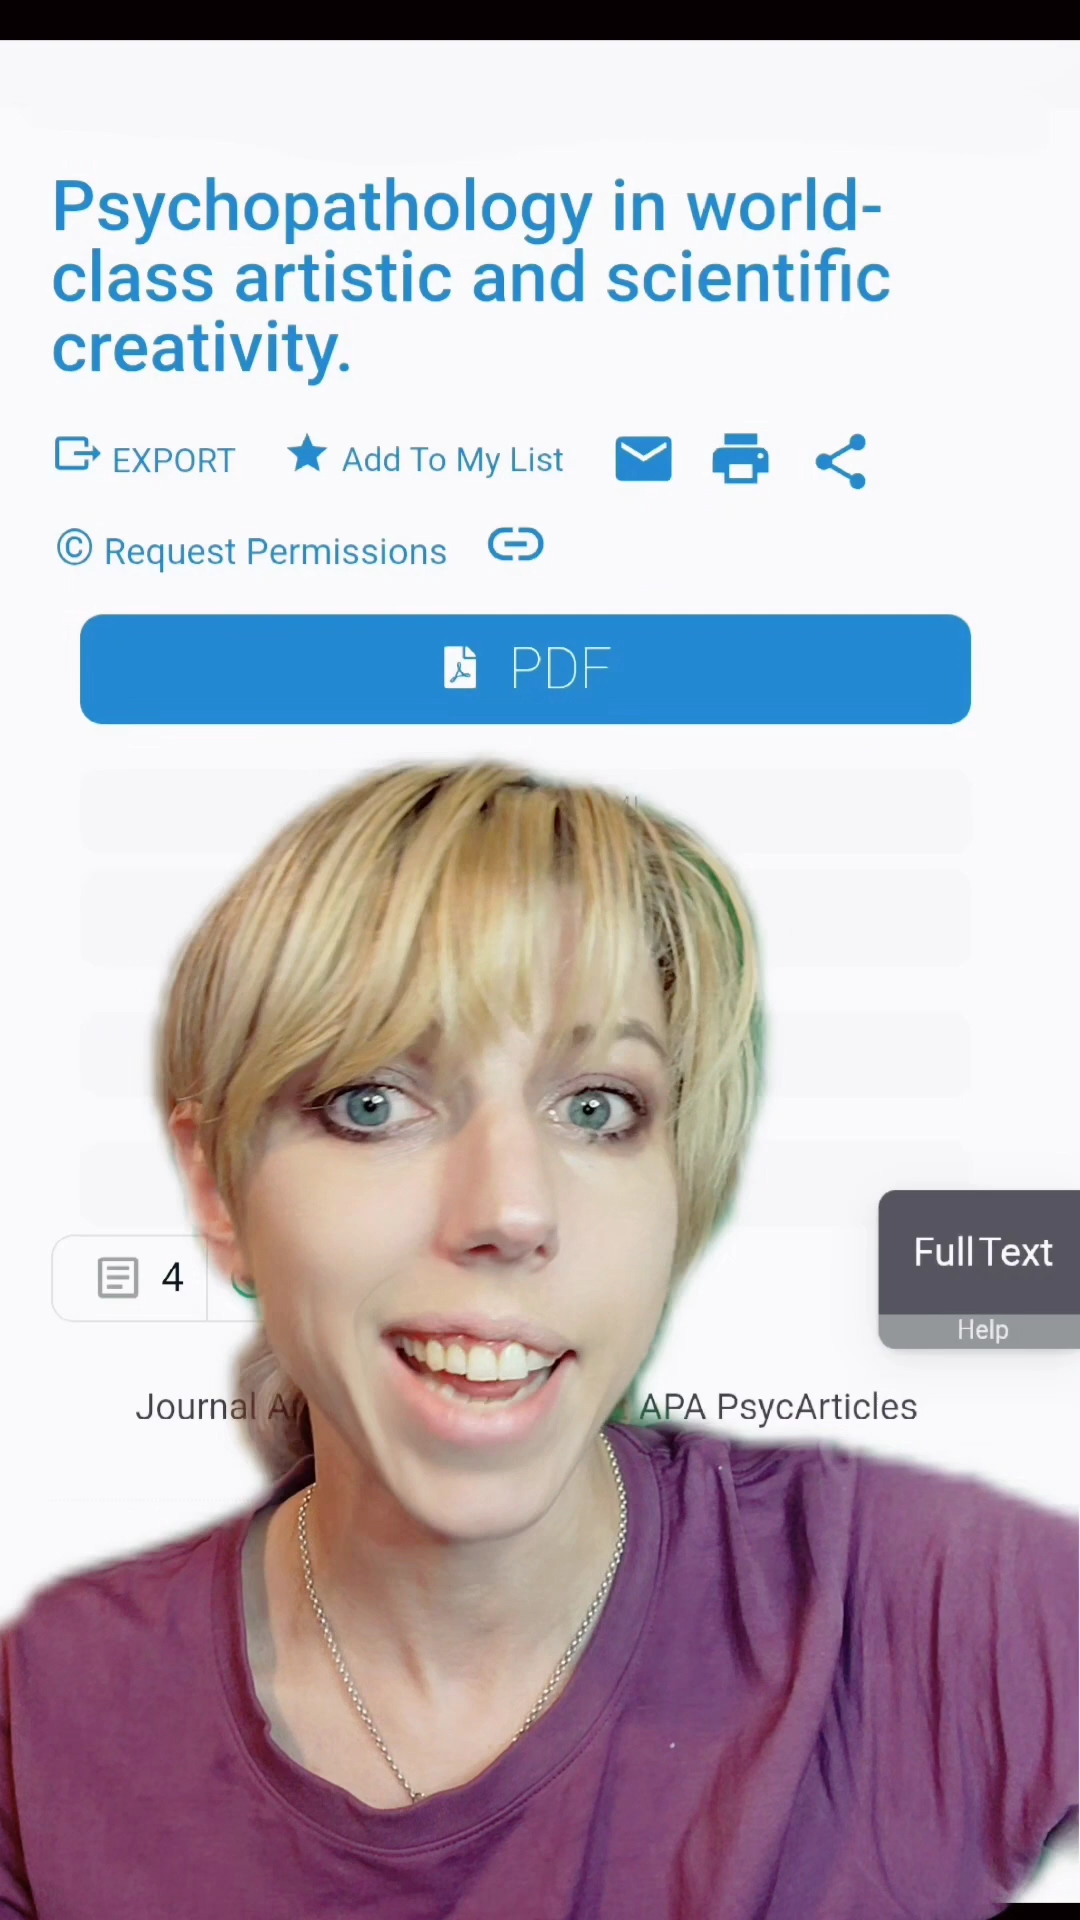 Psychopathology in world-
class artistic and scientific
creativity.
EXPORT Add To My List
© Request Permissions
PDF
4
Full Text
Help
Journal APA PsycArticles